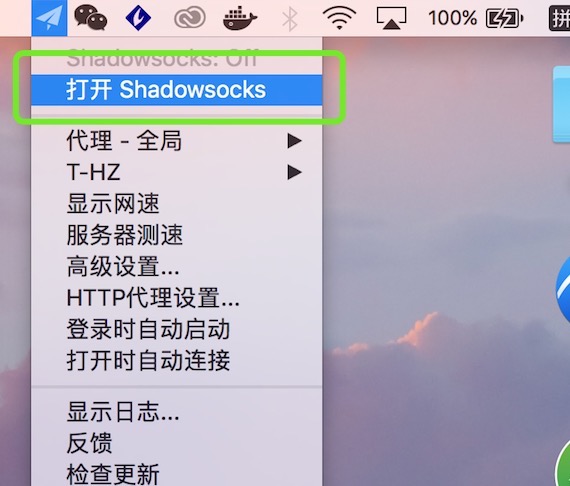 100%
拼
Shadowsocks: Off
打开 Shadowsocks
代理 - 全局
T-HZ
显示网速
服务器测速
高级设置...
HTTP代理设置...
登录时自动启动
打开时自动连接
显示日志...
反馈
检查更新